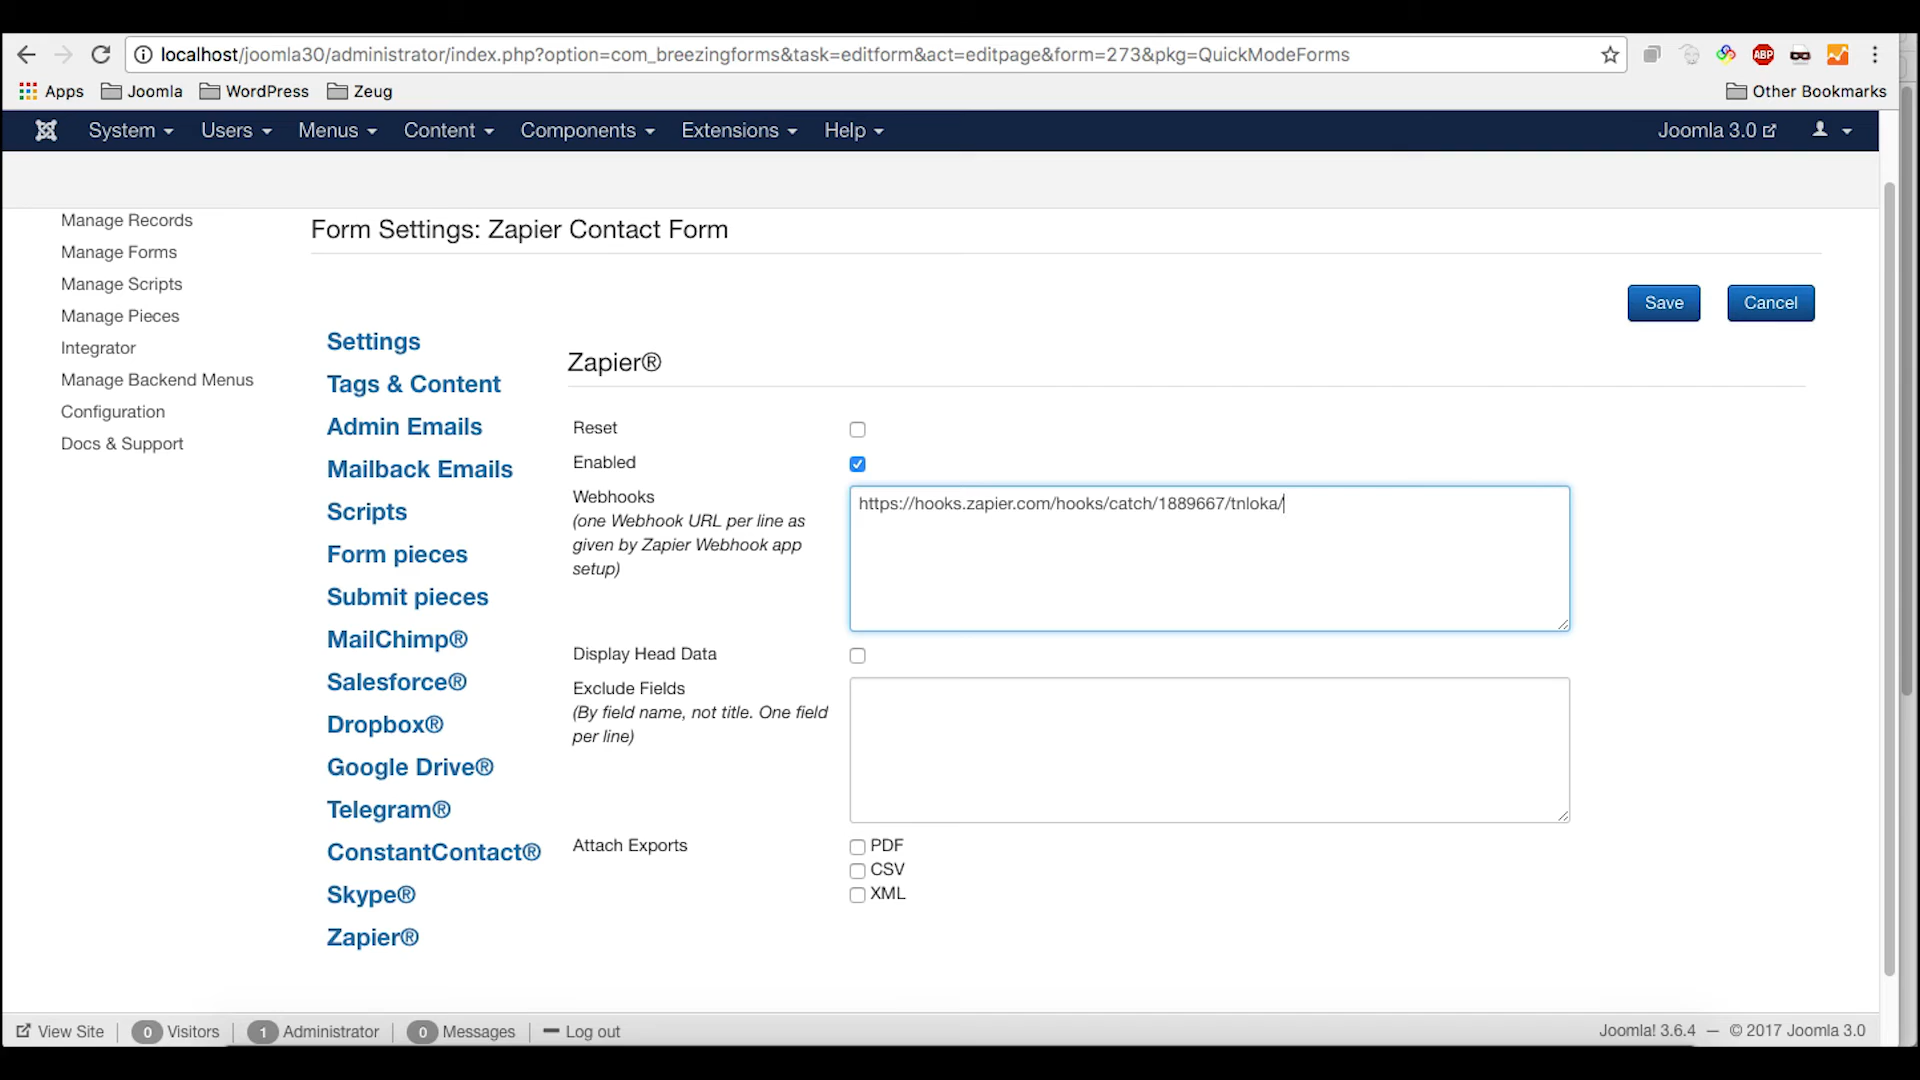 localhost/joomla30/administrator/index.php?option=com_breezingforms&task=editform&act=editpage&form=273&pkg=QuickModeForms
ABP
Apps Joomla WordPress Zeug Other Bookmarks
System Users Menus Content Components Extensions Help Joomla 3.0
Manage Records
Manage Forms
Manage Scripts
Manage Pieces
Integrator
Manage Backend Menus
Configuration
Docs & Support
Form Settings: Zapier Contact Form
Save Cancel
Settings
Tags & Content
Admin Emails
Mailback Emails
Scripts
Form pieces
Submit pieces
MailChimp®
Salesforce®
Dropbox®
Google Drive®
Telegram®
ConstantContact®
Skype®
Zapier®
Zapier®
Reset
Enabled
Webhooks
(one Webhook URL per line as
given by Zapier Webhook app
setup)
https://hooks.zapier.com/hooks/catch/1889667/tnloka/
Display Head Data
Exclude Fields
(By field name, not title. One field
per line)
Attach Exports
PDF
CSV
XML
View Site 0 Visitors 1 Administrator 0 Messages Log out
Joomla! 3.6.4 — © 2017 Joomla 3.0